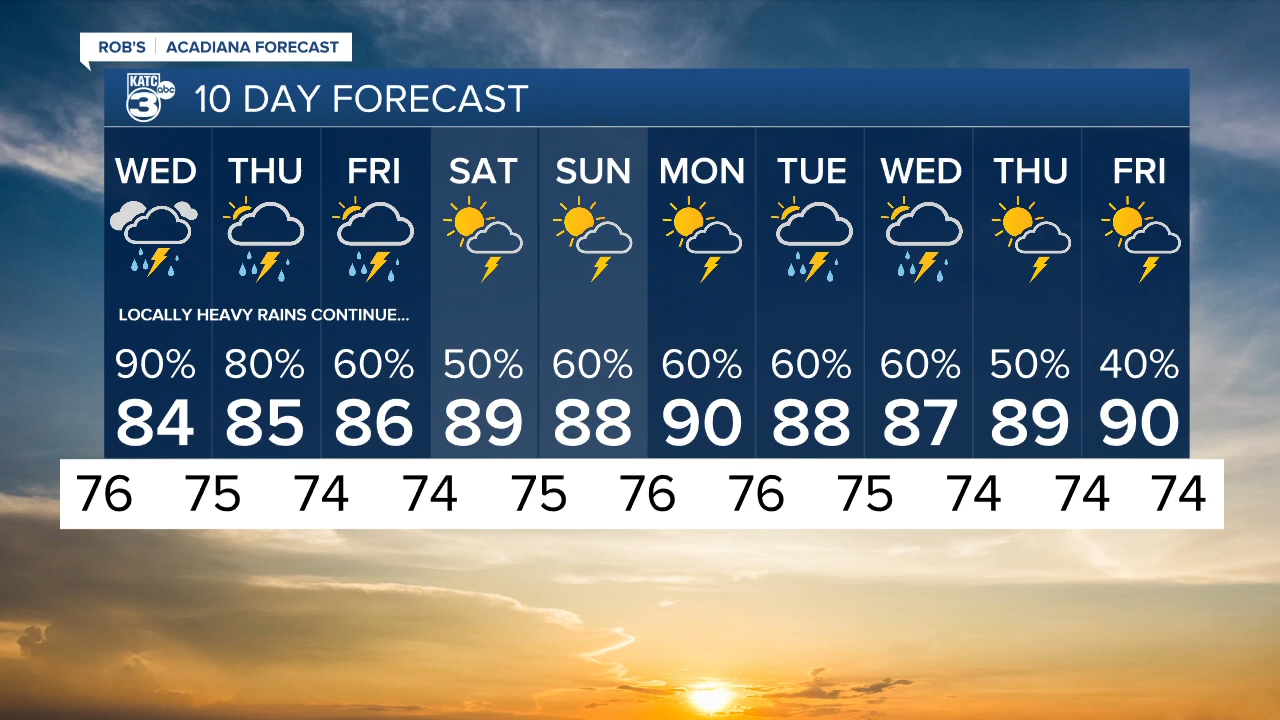 ROB'S ACADIANA FORECAST
KATC abc 3 10 DAY FORECAST
WED THU FRI SAT SUN MON TUE WED THU FRI
LOCALLY HEAVY RAINS CONTINUE...
90% 80% 60% 50% 60% 60% 60% 60% 50% 40%
84 85 86 89 88 90 88 87 89 90
76 75 74 74 75 76 76 75 74 74 74